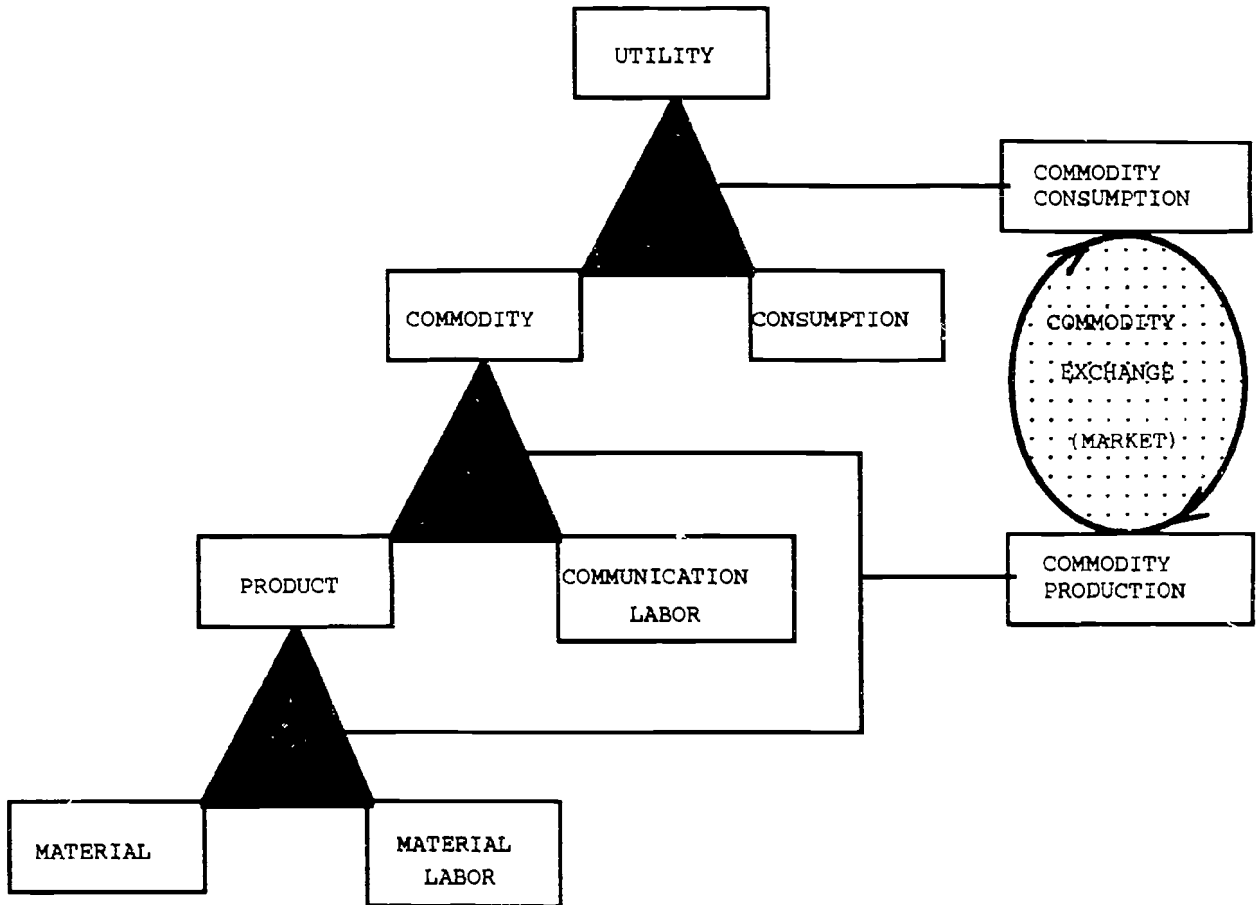 UTILITY
COMMODITY
CONSUMPTION
COMMODITY
CONSUMPTION
COMMODITY
EXCHANGE
(MARKET)
PRODUCT
COMMUNICATION
LABOR
COMMODITY
PRODUCTION
MATERIAL
MATERIAL
LABOR